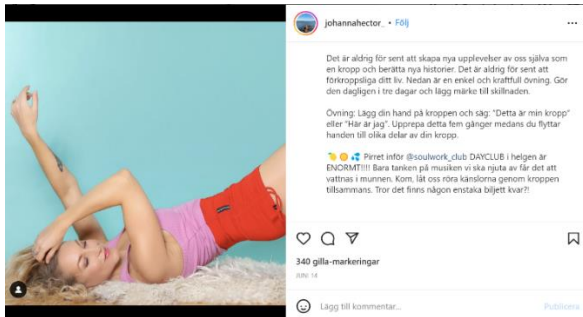 johannahector_ • Följ
Det är aldrig för sent att skapa nya upplevelser av oss själva som
en kropp och berätta nya historier. Det är aldrig för sent att
förkroppsliga ditt liv. Nedan är en enkel och kraftfull övning. Gör
den dagligen i tre dagar och lägg märke till skillnaden.
Övning: Lägg din hand på kroppen och säg: "Detta är min kropp"
eller "Här är jag". Upprepa detta fem gånger medans du flyttar
handen till olika delar av din kropp.
🍋🟠💦 Pirret inför @soulwork_club DAYCLUB i helgen är
ENORMT!!!! Bara tanken på musiken vi ska njuta av får det att
vattnas i munnen. Kom, låt oss röra känslorna genom kroppen
tillsammans. Tror det finns någon enstaka biljett kvar?!
340 gilla-markeringar
JUNI 14
Lägg till kommentar... Publicera